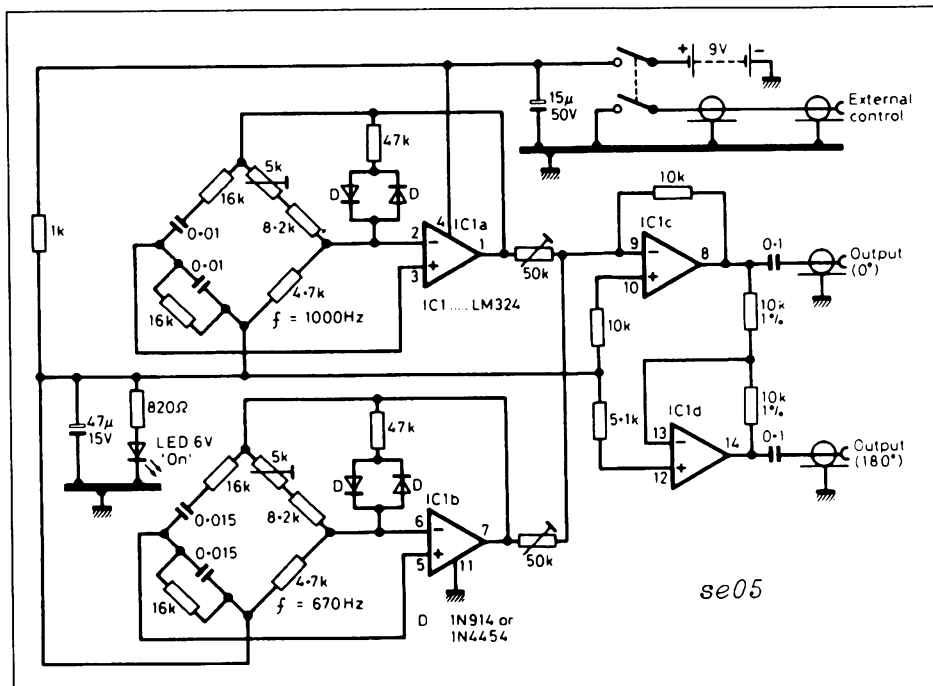 + 9V −
15µ
50V
External
control
47k
5k
16k
8·2k
D D
0·01
1k
0·01
16k
4·7k
f = 1000Hz
IC1a
4
2 −
3 +
1
50k
IC1.....LM324
10k
IC1c
9 −
10 +
8
0·1
Output
(0°)
10k
10k
1%
47µ
15V
820Ω
LED 6V
'On'
5·1k
10k
1%
IC1d
13 −
12 +
14
0·1
Output
(180°)
47k
5k
16k
8·2k
D D
0·015
0·015
16k
4·7k
f = 670Hz
IC1b
6 −
5 +
7
11
50k
D 1N914 or
1N4454
se05